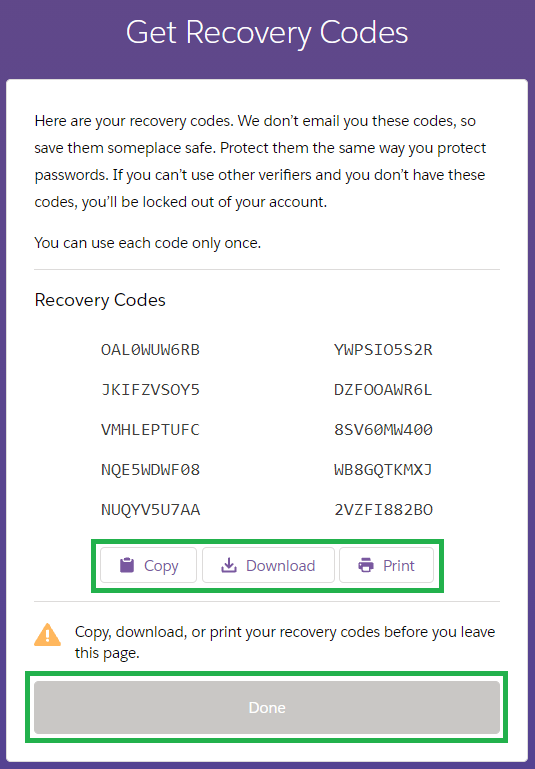 Get Recovery Codes
Here are your recovery codes. We don’t email you these codes, so
save them someplace safe. Protect them the same way you protect
passwords. If you can’t use other verifiers and you don’t have these
codes, you’ll be locked out of your account.
You can use each code only once.
Recovery Codes
OAL0WUW6RB YWPSIO5S2R
JKIFZVSOY5 DZFOOAWR6L
VMHLEPTUFC 8SV60MW400
NQE5WDWF08 WB8GQTKMXJ
NUQYV5U7AA 2VZFI882BO
Copy Download Print
Copy, download, or print your recovery codes before you leave
this page.
Done